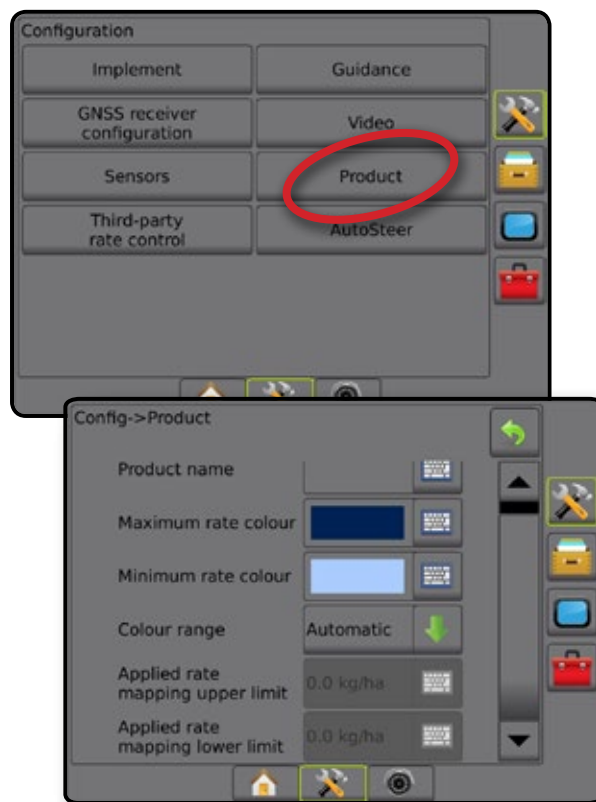 Configuration
Implement
Guidance
GNSS receiver
configuration
Video
Sensors
Product
Third-party
rate control
AutoSteer
Config->Product
Product name
Maximum rate colour
Minimum rate colour
Colour range
Automatic
Applied rate
mapping upper limit
0.0 kg/ha
Applied rate
mapping lower limit
0.0 kg/ha